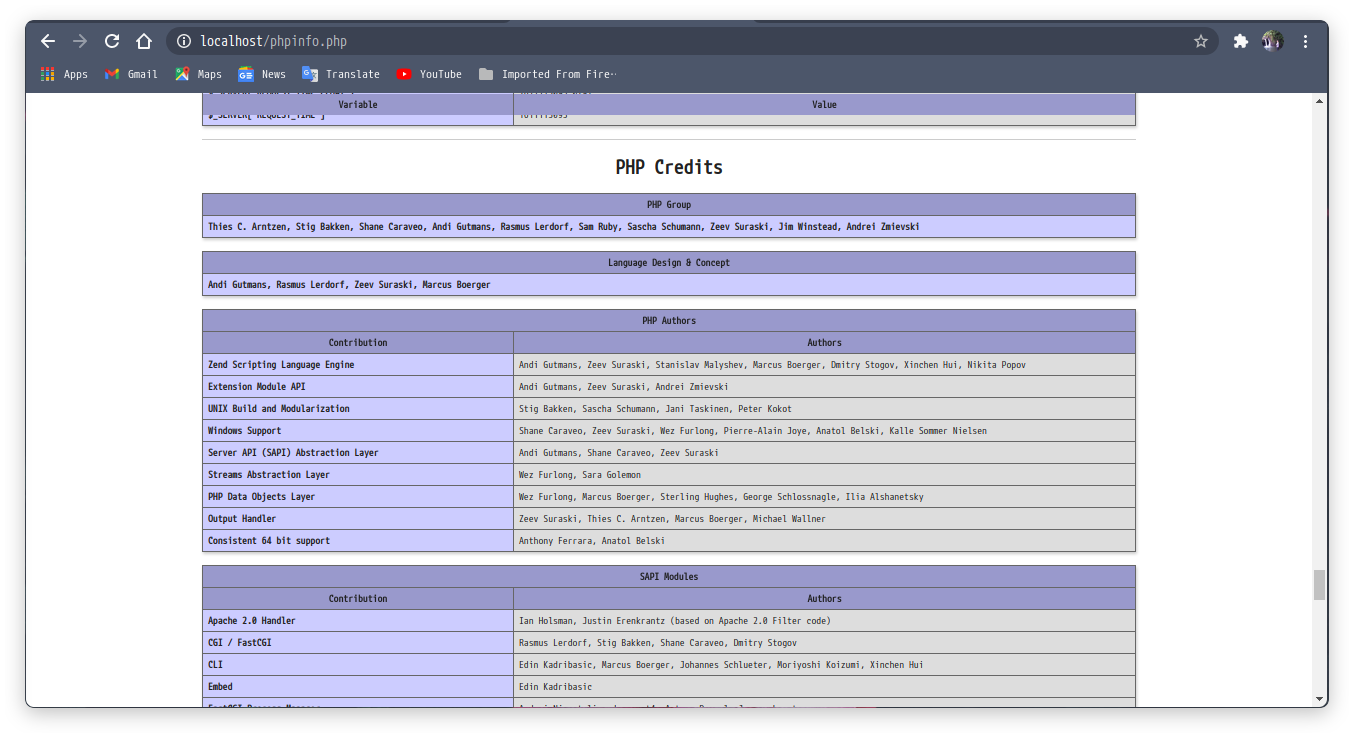 localhost/phpinfo.php
Apps Gmail Maps News Translate YouTube Imported From Fire··
Variable Value
$_SERVER['REQUEST_TIME']
PHP Credits
PHP Group
Thies C. Arntzen, Stig Bakken, Shane Caraveo, Andi Gutmans, Rasmus Lerdorf, Sam Ruby, Sascha Schumann, Zeev Suraski, Jim Winstead, Andrei Zmievski
Language Design & Concept
Andi Gutmans, Rasmus Lerdorf, Zeev Suraski, Marcus Boerger
PHP Authors
Contribution Authors
Zend Scripting Language Engine Andi Gutmans, Zeev Suraski, Stanislav Malyshev, Marcus Boerger, Dmitry Stogov, Xinchen Hui, Nikita Popov
Extension Module API Andi Gutmans, Zeev Suraski, Andrei Zmievski
UNIX Build and Modularization Stig Bakken, Sascha Schumann, Jani Taskinen, Peter Kokot
Windows Support Shane Caraveo, Zeev Suraski, Wez Furlong, Pierre-Alain Joye, Anatol Belski, Kalle Sommer Nielsen
Server API (SAPI) Abstraction Layer Andi Gutmans, Shane Caraveo, Zeev Suraski
Streams Abstraction Layer Wez Furlong, Sara Golemon
PHP Data Objects Layer Wez Furlong, Marcus Boerger, Sterling Hughes, George Schlossnagle, Ilia Alshanetsky
Output Handler Zeev Suraski, Thies C. Arntzen, Marcus Boerger, Michael Wallner
Consistent 64 bit support Anthony Ferrara, Anatol Belski
SAPI Modules
Contribution Authors
Apache 2.0 Handler Ian Holsman, Justin Erenkrantz (based on Apache 2.0 Filter code)
CGI / FastCGI Rasmus Lerdorf, Stig Bakken, Shane Caraveo, Dmitry Stogov
CLI Edin Kadribasic, Marcus Boerger, Johannes Schlueter, Moriyoshi Koizumi, Xinchen Hui
Embed Edin Kadribasic